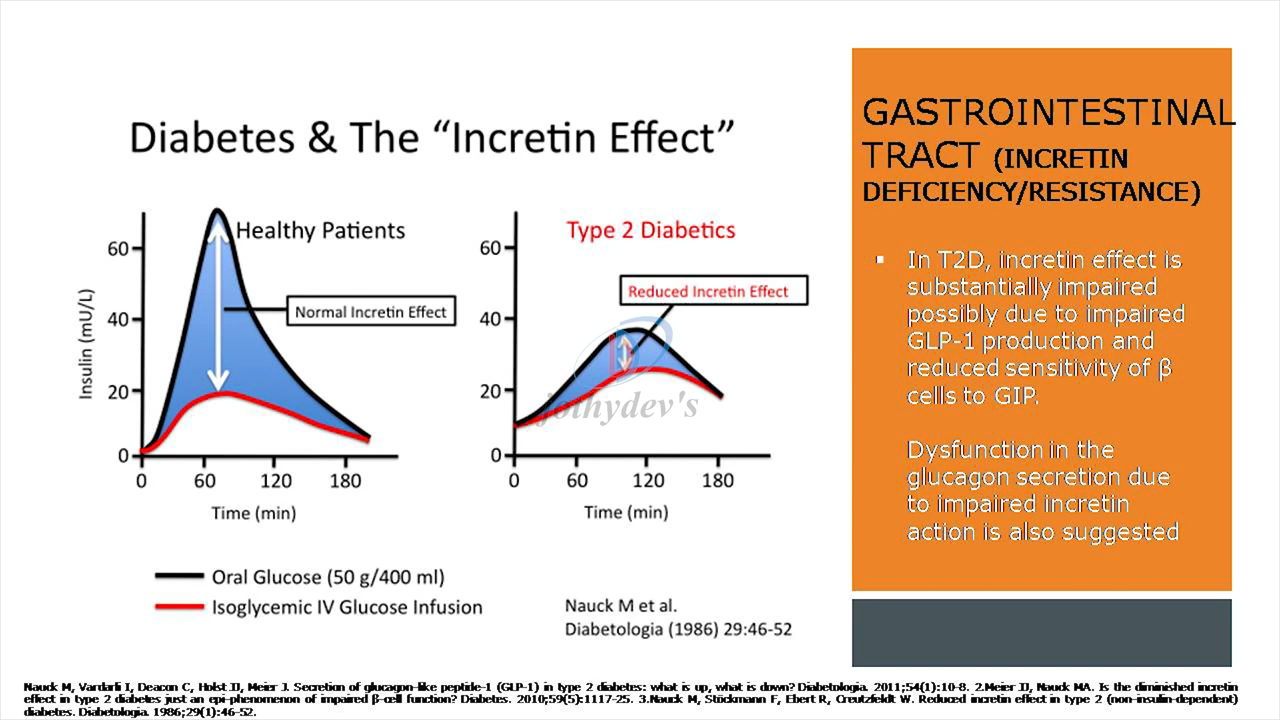 Diabetes & The “Incretin Effect”
Healthy Patients
Normal Incretin Effect
Insulin (mU/L)
60
40
20
0
0 60 120 180
Time (min)
Type 2 Diabetics
Reduced Incretin Effect
60
40
20
0
0 60 120 180
Time (min)
jothydev's
Oral Glucose (50 g/400 ml)
Isoglycemic IV Glucose Infusion
Nauck M et al.
Diabetologia (1986) 29:46-52
GASTROINTESTINAL
TRACT (INCRETIN
DEFICIENCY/RESISTANCE)
▪ In T2D, incretin effect is
substantially impaired
possibly due to impaired
GLP-1 production and
reduced sensitivity of β
cells to GIP.
Dysfunction in the
glucagon secretion due
to impaired incretin
action is also suggested
Nauck M, Vardarli I, Deacon C, Holst JJ, Meier J. Secretion of glucagon-like peptide-1 (GLP-1) in type 2 diabetes: what is up, what is down? Diabetologia. 2011;54(1):10-8. 2.Meier JJ, Nauck MA. Is the diminished incretin
effect in type 2 diabetes just an epi-phenomenon of impaired β-cell function? Diabetes. 2010;59(5):1117-25. 3.Nauck M, Stöckmann F, Ebert R, Creutzfeldt W. Reduced incretin effect in type 2 (non-insulin-dependent)
diabetes. Diabetologia. 1986;29(1):46-52.